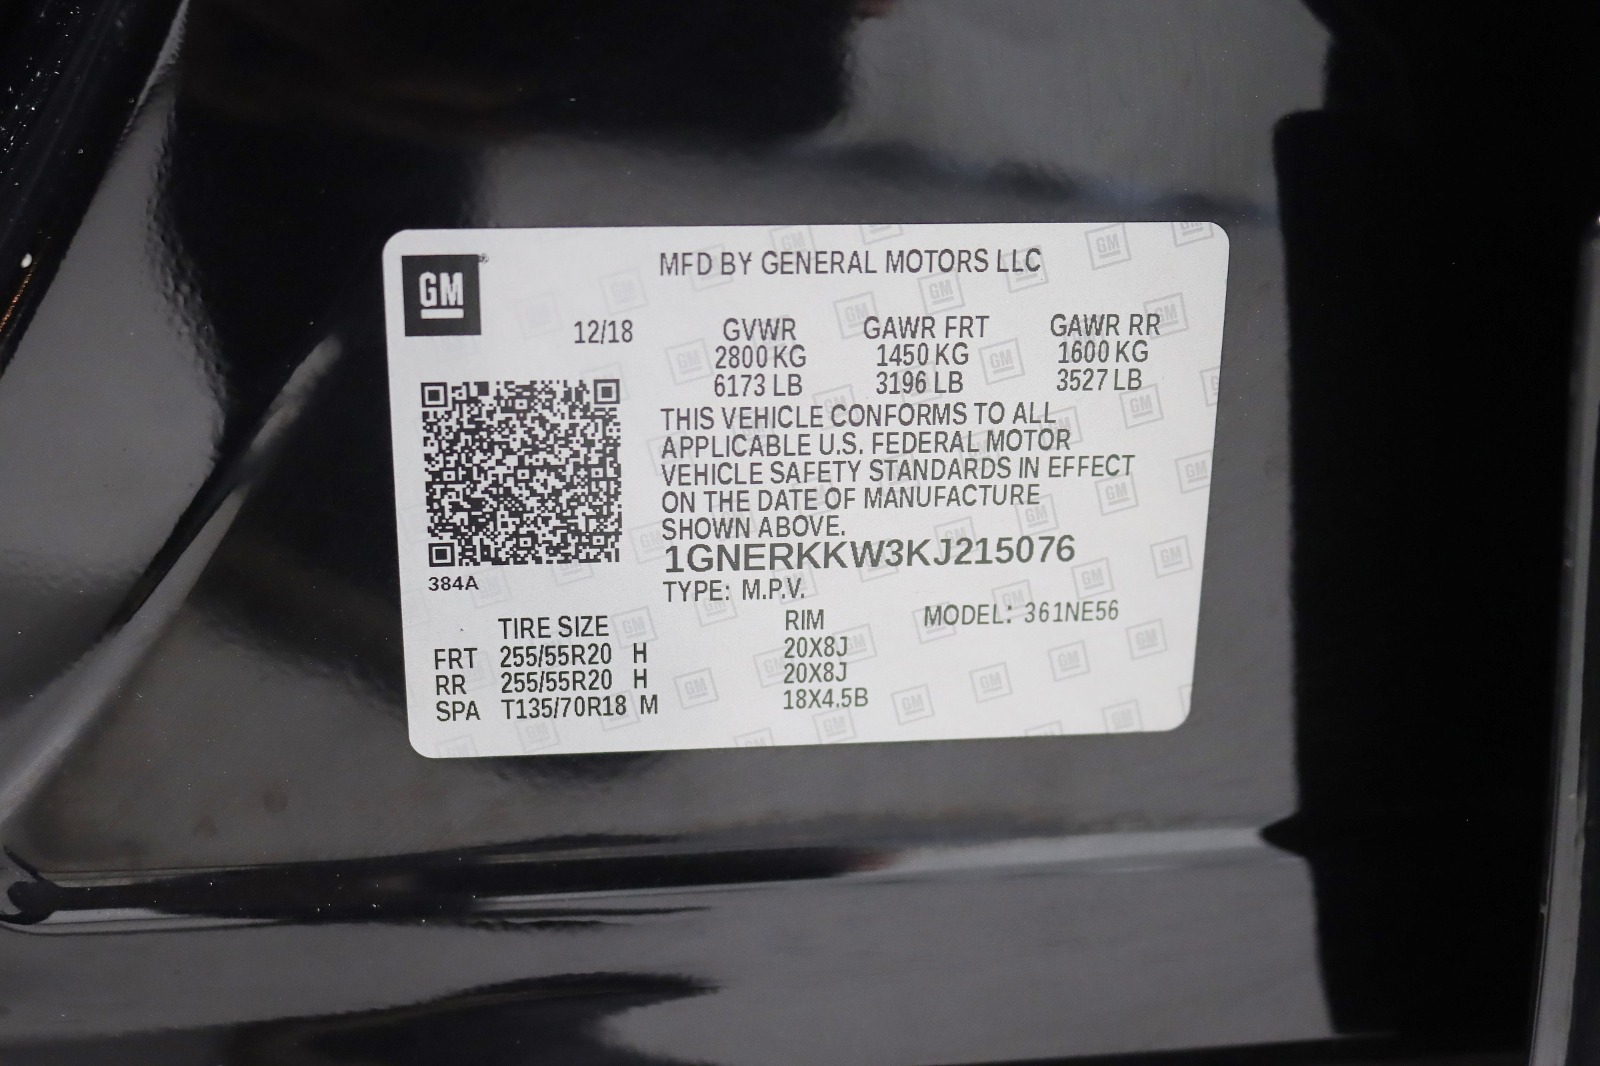 GM
MFD BY GENERAL MOTORS LLC
12/18 GVWR GAWR FRT GAWR RR
2800 KG 1450 KG 1600 KG
6173 LB 3196 LB 3527 LB
THIS VEHICLE CONFORMS TO ALL
APPLICABLE U.S. FEDERAL MOTOR
VEHICLE SAFETY STANDARDS IN EFFECT
ON THE DATE OF MANUFACTURE
SHOWN ABOVE.
1GNERKKW3KJ215076
384A
TYPE: M.P.V.
TIRE SIZE RIM MODEL: 361NE56
FRT 255/55R20 H 20X8J
RR 255/55R20 H 20X8J
SPA T135/70R18 M 18X4.5B